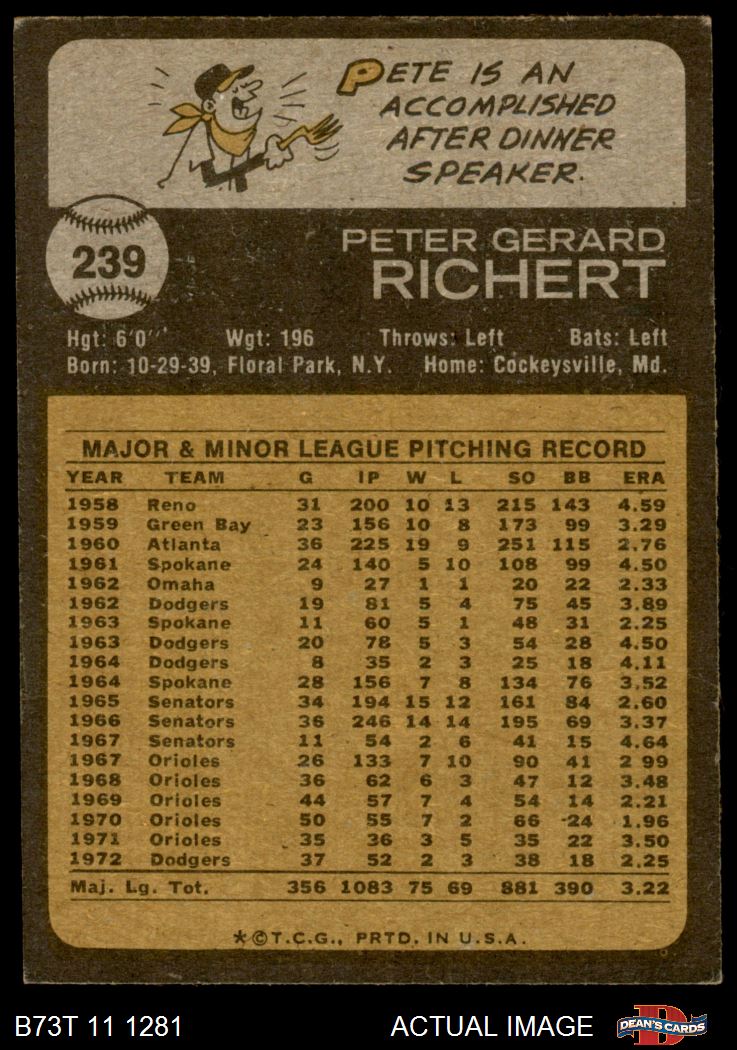 PETE IS AN
ACCOMPLISHED
AFTER DINNER
SPEAKER.
239
PETER GERARD
RICHERT
Hgt: 6'0" Wgt: 196 Throws: Left Bats: Left
Born: 10-29-39, Floral Park, N.Y. Home: Cockeysville, Md.
MAJOR & MINOR LEAGUE PITCHING RECORD
YEAR TEAM G IP W L SO BB ERA
1958 Reno 31 200 10 13 215 143 4.59
1959 Green Bay 23 156 10 8 173 99 3.29
1960 Atlanta 36 225 19 9 251 115 2.76
1961 Spokane 24 140 5 10 108 99 4.50
1962 Omaha 9 27 1 1 20 22 2.33
1962 Dodgers 19 81 5 4 75 45 3.89
1963 Spokane 11 60 5 1 48 31 2.25
1963 Dodgers 20 78 5 3 54 28 4.50
1964 Dodgers 8 35 2 3 25 18 4.11
1964 Spokane 28 156 7 8 134 76 3.52
1965 Senators 34 194 15 12 161 84 2.60
1966 Senators 36 246 14 14 195 69 3.37
1967 Senators 11 54 2 6 41 15 4.64
1967 Orioles 26 133 7 10 90 41 2 99
1968 Orioles 36 62 6 3 47 12 3.48
1969 Orioles 44 57 7 4 54 14 2.21
1970 Orioles 50 55 7 2 66 -24 1.96
1971 Orioles 35 36 3 5 35 22 3.50
1972 Dodgers 37 52 2 3 38 18 2.25
Maj. Lg. Tot. 356 1083 75 69 881 390 3.22
*©T.C.G., PRTD. IN U.S.A.
B73T 11 1281 ACTUAL IMAGE D DEAN'S CARDS